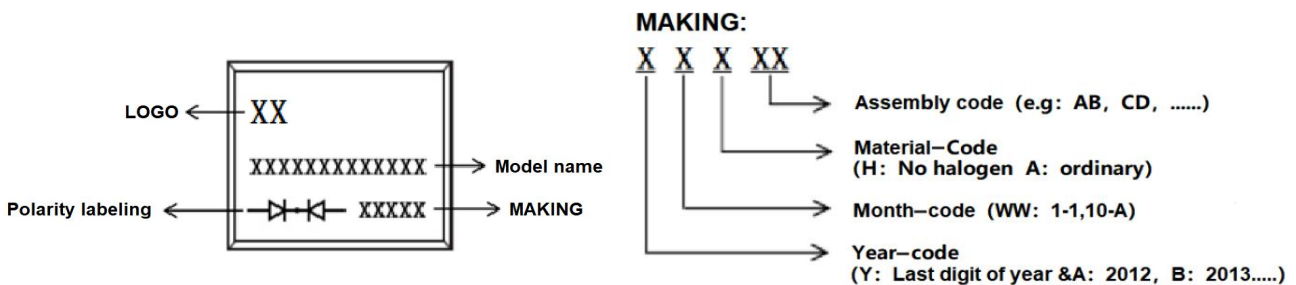 LOGO
XX
XXXXXXXXXXXXX
Model name
Polarity labeling
XXXXX
MAKING
MAKING:
X X X XX
Assembly code (e.g: AB, CD, ......)
Material-Code
(H: No halogen A: ordinary)
Month-code (WW: 1-1,10-A)
Year-code
(Y: Last digit of year &A: 2012, B: 2013.....)